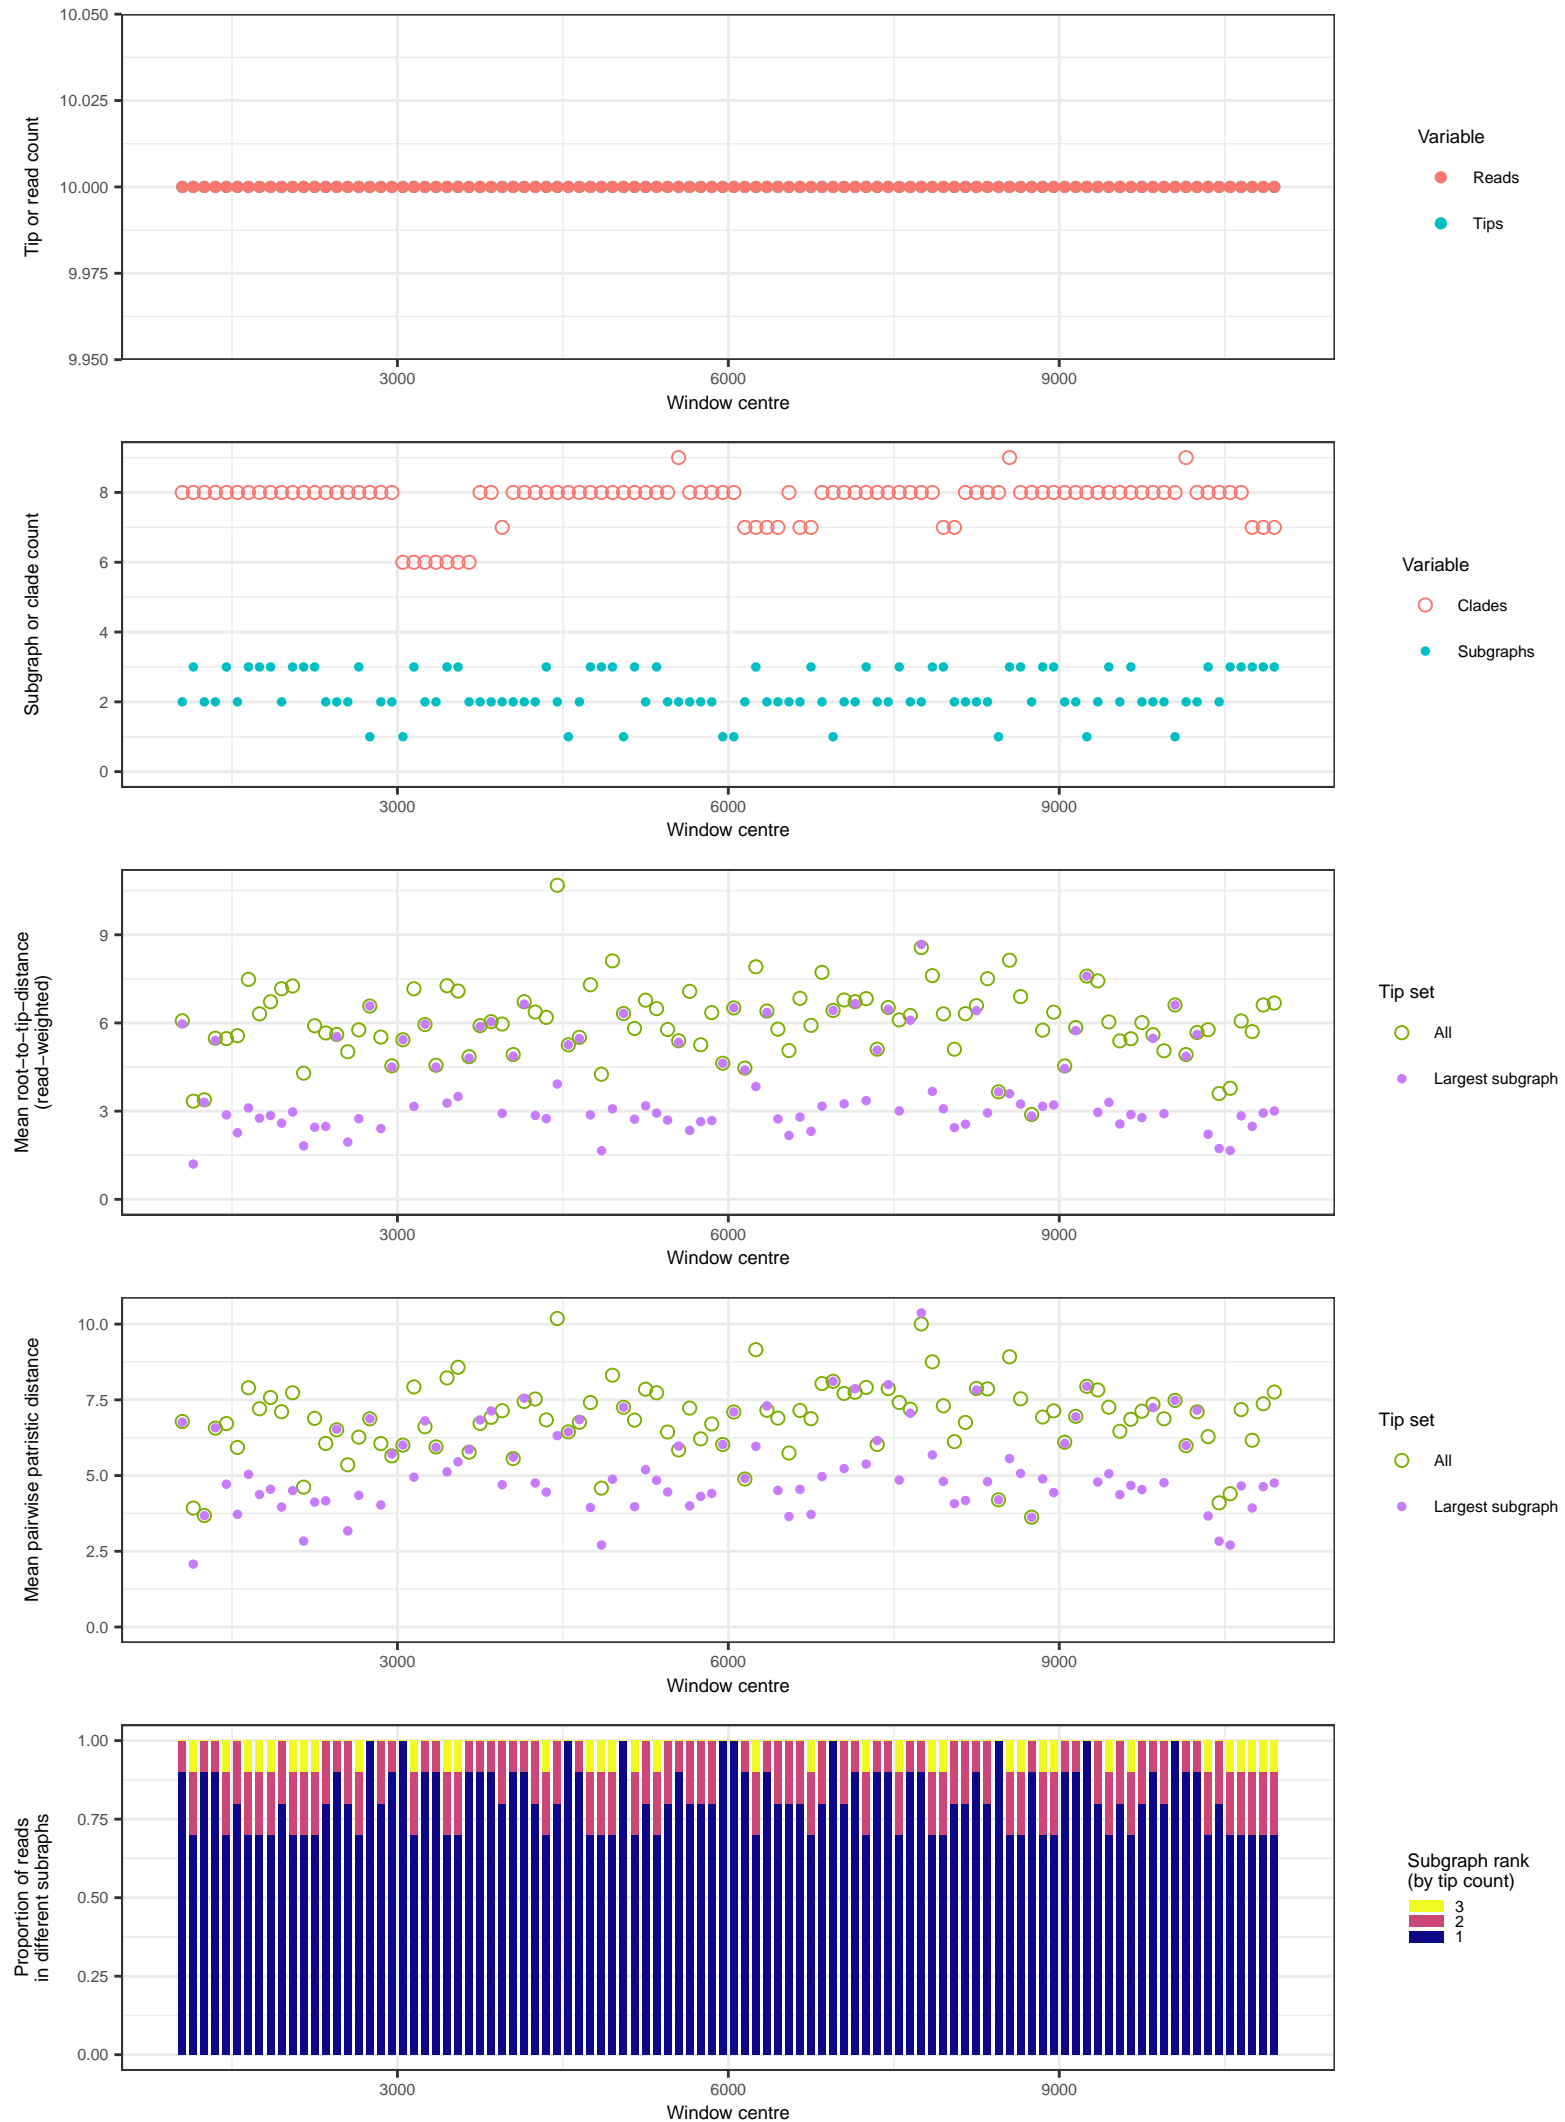 10.050
10.025
10.000
9.975
9.950
Tip or read count
3000 6000 9000
Window centre
Variable
Reads
Tips
8
6
4
2
0
Subgraph or clade count
3000 6000 9000
Window centre
Variable
Clades
Subgraphs
9
6
3
0
Mean root−to−tip−distance
(read−weighted)
3000 6000 9000
Window centre
Tip set
All
Largest subgraph
10.0
7.5
5.0
2.5
0.0
Mean pairwise patristic distance
3000 6000 9000
Window centre
Tip set
All
Largest subgraph
1.00
0.75
0.50
0.25
0.00
Proportion of reads
in different subraphs
3000 6000 9000
Window centre
Subgraph rank
(by tip count)
3
2
1